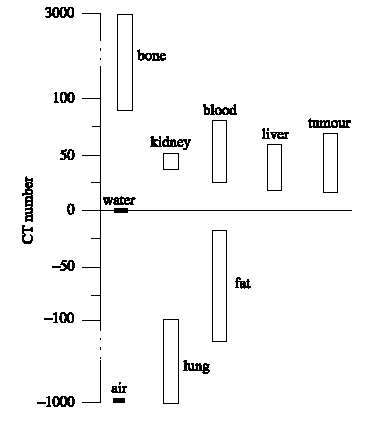 3000
bone
100
blood
tumour
liver
kidney
50
water
0
CT number
−50
fat
−100
lung
air
−1000